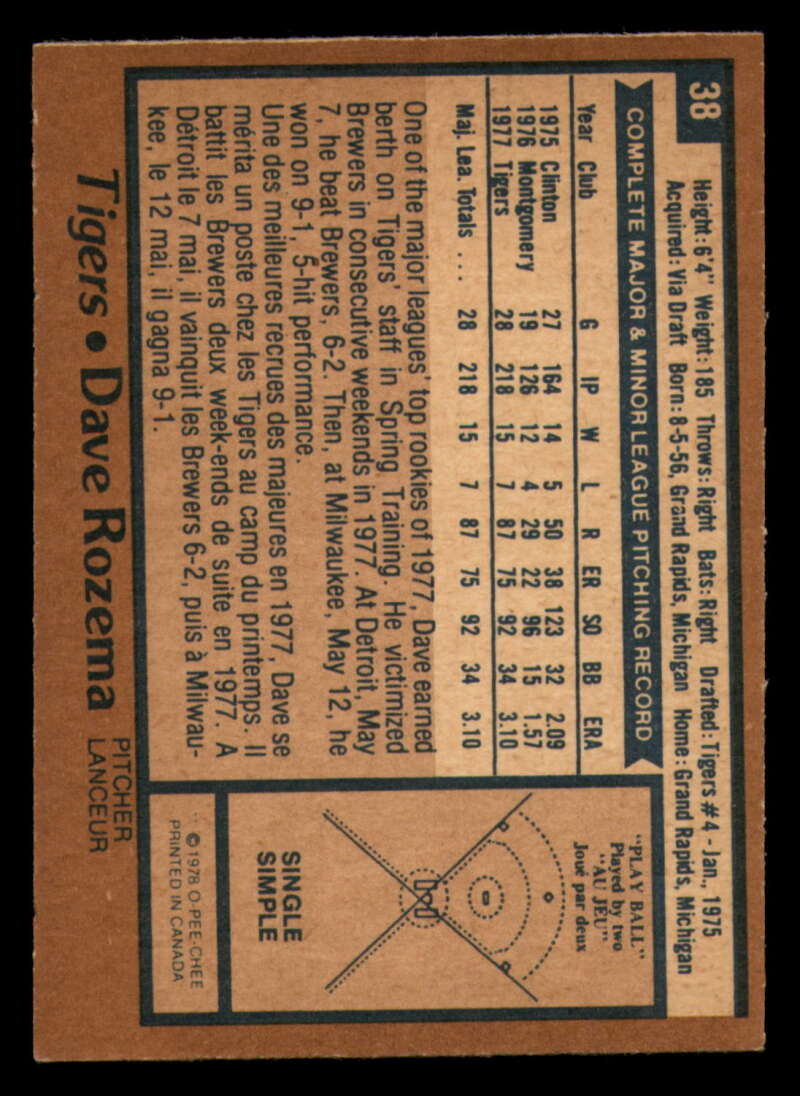 38
Height: 6'4" Weight: 185 Throws: Right Bats: Right Drafted: Tigers #4 - Jan., 1975
Acquired: Via Draft Born: 8-5-56, Grand Rapids, Michigan Home: Grand Rapids, Michigan
COMPLETE MAJOR & MINOR LEAGUE PITCHING RECORD
Year Club G IP W L R ER SO BB ERA
1975 Clinton 27 164 14 5 50 38 123 32 2.09
1976 Montgomery 19 126 12 4 29 22 96 15 1.57
1977 Tigers 28 218 15 7 87 75 92 34 3.10
Maj. Lea. Totals ... 28 218 15 7 87 75 92 34 3.10
One of the major leagues' top rookies of 1977, Dave earned
berth on Tigers' staff in Spring Training. He victimized
Brewers in consecutive weekends in 1977. At Detroit, May
7, he beat Brewers, 6-2. Then, at Milwaukee, May 12, he
won on 9-1, 5-hit performance.
Une des meilleures recrues des majeures en 1977, Dave se
mérita un poste chez les Tigers au camp du printemps. Il
battit les Brewers deux week-ends de suite en 1977. A
Détroit le 7 mai, il vainquit les Brewers 6-2, puis à Milwau-
kee, le 12 mai, il gagna 9-1.
"PLAY BALL"
Played by two
"AU JEU"
Joué par deux
SINGLE
SIMPLE
© 1978 O-PEE-CHEE
PRINTED IN CANADA
Tigers • Dave Rozema
PITCHER
LANCEUR